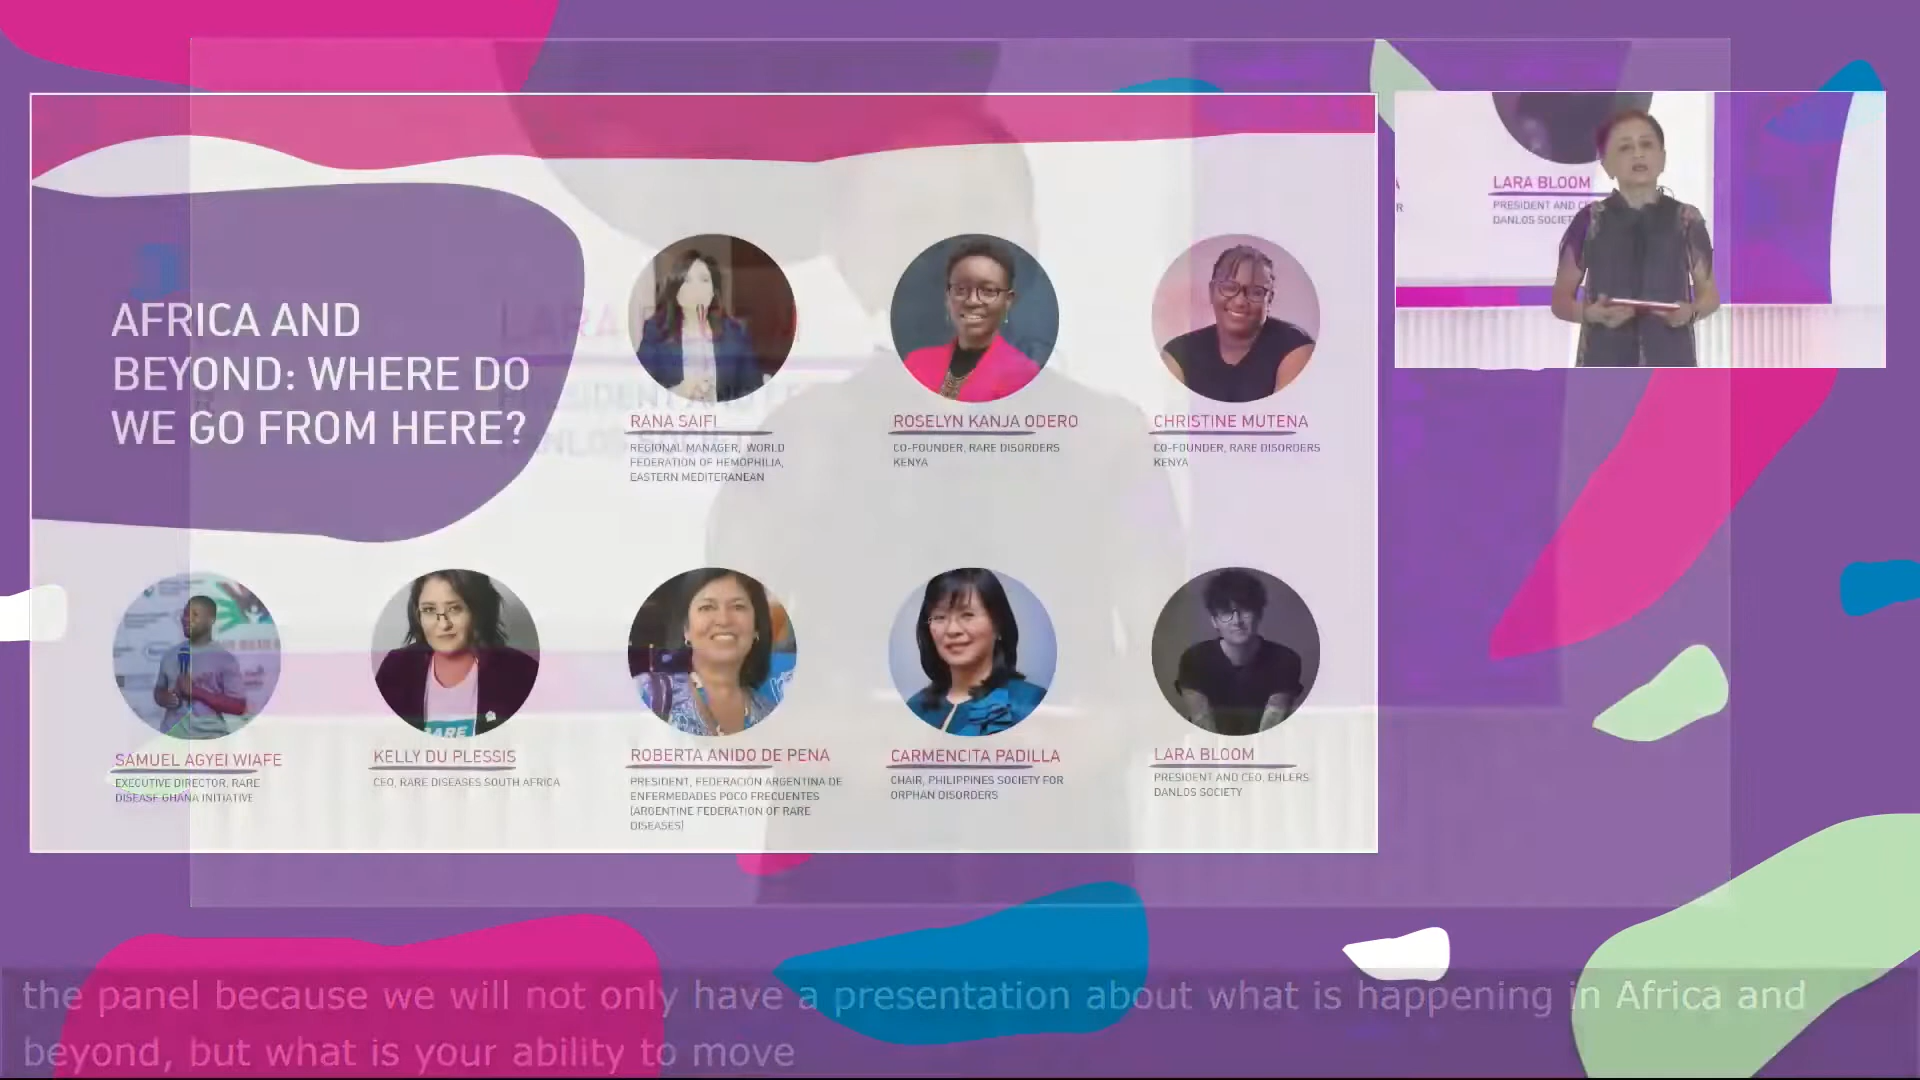 AFRICA AND
BEYOND: WHERE DO
WE GO FROM HERE?
RANA SAIFI
REGIONAL MANAGER, WORLD
FEDERATION OF HEMOPHILIA,
EASTERN MEDITERANEAN
ROSELYN KANJA ODERO
CO-FOUNDER, RARE DISORDERS
KENYA
CHRISTINE MUTENA
CO-FOUNDER, RARE DISORDERS
KENYA
SAMUEL AGYEI WIAFE
EXECUTIVE DIRECTOR, RARE
DISEASE GHANA INITIATIVE
KELLY DU PLESSIS
CEO, RARE DISEASES SOUTH AFRICA
ROBERTA ANIDO DE PENA
PRESIDENT, FEDERACIÓN ARGENTINA DE
ENFERMEDADES POCO FRECUENTES
(ARGENTINE FEDERATION OF RARE
DISEASES)
CARMENCITA PADILLA
CHAIR, PHILIPPINES SOCIETY FOR
ORPHAN DISORDERS
LARA BLOOM
PRESIDENT AND CEO, EHLERS
DANLOS SOCIETY
LARA BLOOM
PRESIDENT AND
DANLOS
the panel because we will not only have a presentation about what is happening in Africa and
beyond, but what is your ability to move